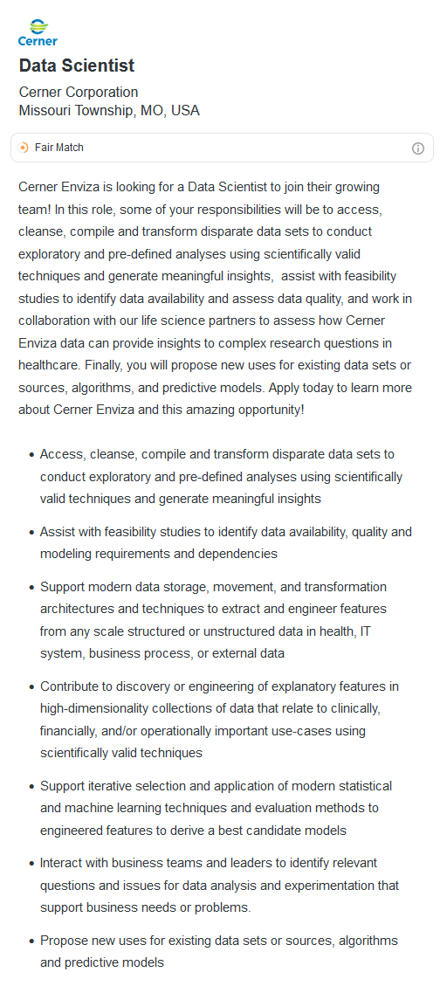 Cerner
Data Scientist
Cerner Corporation
Missouri Township, MO, USA
Fair Match
Cerner Enviza is looking for a Data Scientist to join their growing
team! In this role, some of your responsibilities will be to access,
cleanse, compile and transform disparate data sets to conduct
exploratory and pre-defined analyses using scientifically valid
techniques and generate meaningful insights,  assist with feasibility
studies to identify data availability and assess data quality, and work in
collaboration with our life science partners to assess how Cerner
Enviza data can provide insights to complex research questions in
healthcare. Finally, you will propose new uses for existing data sets or
sources, algorithms, and predictive models. Apply today to learn more
about Cerner Enviza and this amazing opportunity!
• Access, cleanse, compile and transform disparate data sets to
conduct exploratory and pre-defined analyses using scientifically
valid techniques and generate meaningful insights
• Assist with feasibility studies to identify data availability, quality and
modeling requirements and dependencies
• Support modern data storage, movement, and transformation
architectures and techniques to extract and engineer features
from any scale structured or unstructured data in health, IT
system, business process, or external data
• Contribute to discovery or engineering of explanatory features in
high-dimensionality collections of data that relate to clinically,
financially, and/or operationally important use-cases using
scientifically valid techniques
• Support iterative selection and application of modern statistical
and machine learning techniques and evaluation methods to
engineered features to derive a best candidate models
• Interact with business teams and leaders to identify relevant
questions and issues for data analysis and experimentation that
support business needs or problems.
• Propose new uses for existing data sets or sources, algorithms
and predictive models